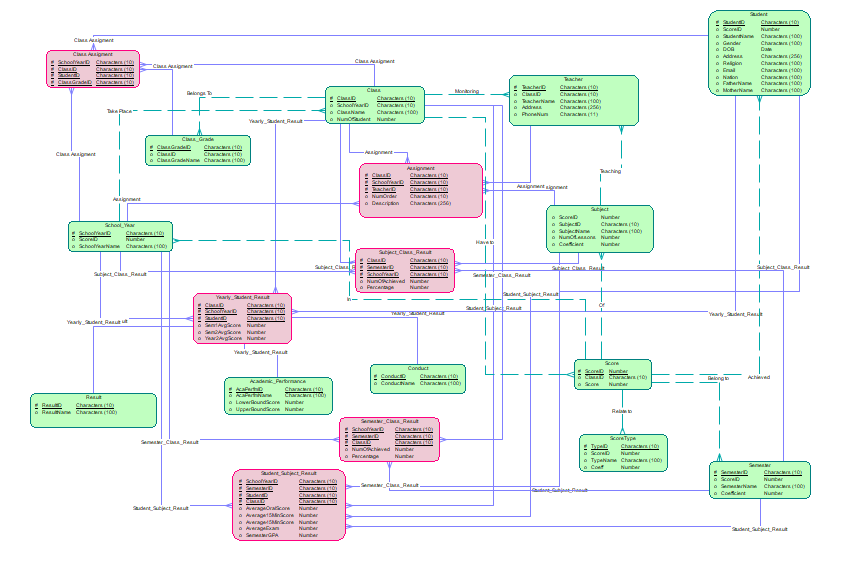 Student
# StudentID Characters (10)
o ScoreID Number
o StudentName Characters (100)
o Gender Characters (100)
o DOB Date
o Address Characters (256)
o Religion Characters (100)
o Email Characters (100)
o Nation Characters (100)
o FatherName Characters (100)
o MotherName Characters (100)
Class Assigment
Class Assigment
# SchoolYearID Characters (10)
# ClassID Characters (10)
# StudentID Characters (10)
# ClassGradeID Characters (10)
Class Assigment
Class Assigment
Class
# ClassID Characters (10)
# SchoolYearID Characters (10)
o ClassName Characters (100)
o NumOfStudent Number
Monitoring
Teacher
# TeacherID Characters (10)
# ClassID Characters (10)
o TeacherName Characters (100)
o Address Characters (256)
o PhoneNum Characters (11)
Belongs To
Take Place
Yearly_Student_Result
Class_Grade
# ClassGradeID Characters (10)
o ClassID Characters (10)
o ClassGradeName Characters (100)
Class Assigment
Assignment
Assignment
# ClassID Characters (10)
# SchoolYearID Characters (10)
# TeacherID Characters (10)
o NumOrder Characters (10)
o Description Characters (256)
Teaching
Assignment
signment
Assignment
School_Year
# SchoolYearID Characters (10)
o ScoreID Number
o SchoolYearName Characters (100)
Subject
o ScoreID Number
o SubjectID Characters (10)
o SubjectName Characters (100)
o NumOfLessons Number
o Coefficient Number
Have to
Subject_Class_Result
# ClassID Characters (10)
# SemesterID Characters (10)
# SchoolYearID Characters (10)
o NumOfAchieved Number
o Percentage Number
Subject_Class_Result
Subject_Class_R
Semester_Class_Result
Subject_Class_Result
Subject_Class_Result
Yearly_Student_Result
# ClassID Characters (10)
# SchoolYearID Characters (10)
# StudentID Characters (10)
o Sem1AvgScore Number
o Sem2AvgScore Number
o Year2AvgScore Number
In
Student_Subject_Result
Student_Subject_Result
Of
Yearly_Student_Result
Yearly_Student_Result
Yearly_Student_Result
ult
Yearly_Student_Result
Score
# ScoreID Number
# ClassID Characters (10)
o Score Number
Conduct
# ConductID Characters (10)
o ConductName Characters (100)
Academic_Performance
# AcaPerfmID Characters (10)
o AcaPerfmName Characters (100)
o LowerBoundScore Number
o UpperBoundScore Number
Result
# ResultID Characters (10)
o ResultName Characters (100)
Belong to
Achieved
Relate to
Semester_Class_Result
# SchoolYearID Characters (10)
# SemesterID Characters (10)
# ClassID Characters (10)
o NumOfAchieved Number
o Percentage Number
Semester_Class_Result
ScoreType
# TypeID Characters (10)
o ScoreID Number
o TypeName Characters (100)
o Coeff Number
Semester
# SemesterID Characters (10)
o ScoreID Number
o SemesterName Characters (100)
o Coefficient Number
Student_Subject_Result
# SchoolYearID Characters (10)
# SemesterID Characters (10)
# StudentID Characters (10)
# ClassID Characters (10)
o AverageOralScore Number
o Average15MinScore Number
o Average45MinScore Number
o AverageExam Number
o SemesterGPA Number
Semester_Class_Result
Student_Subject_Result
Student_Subject_Result
Student_Subject_Result